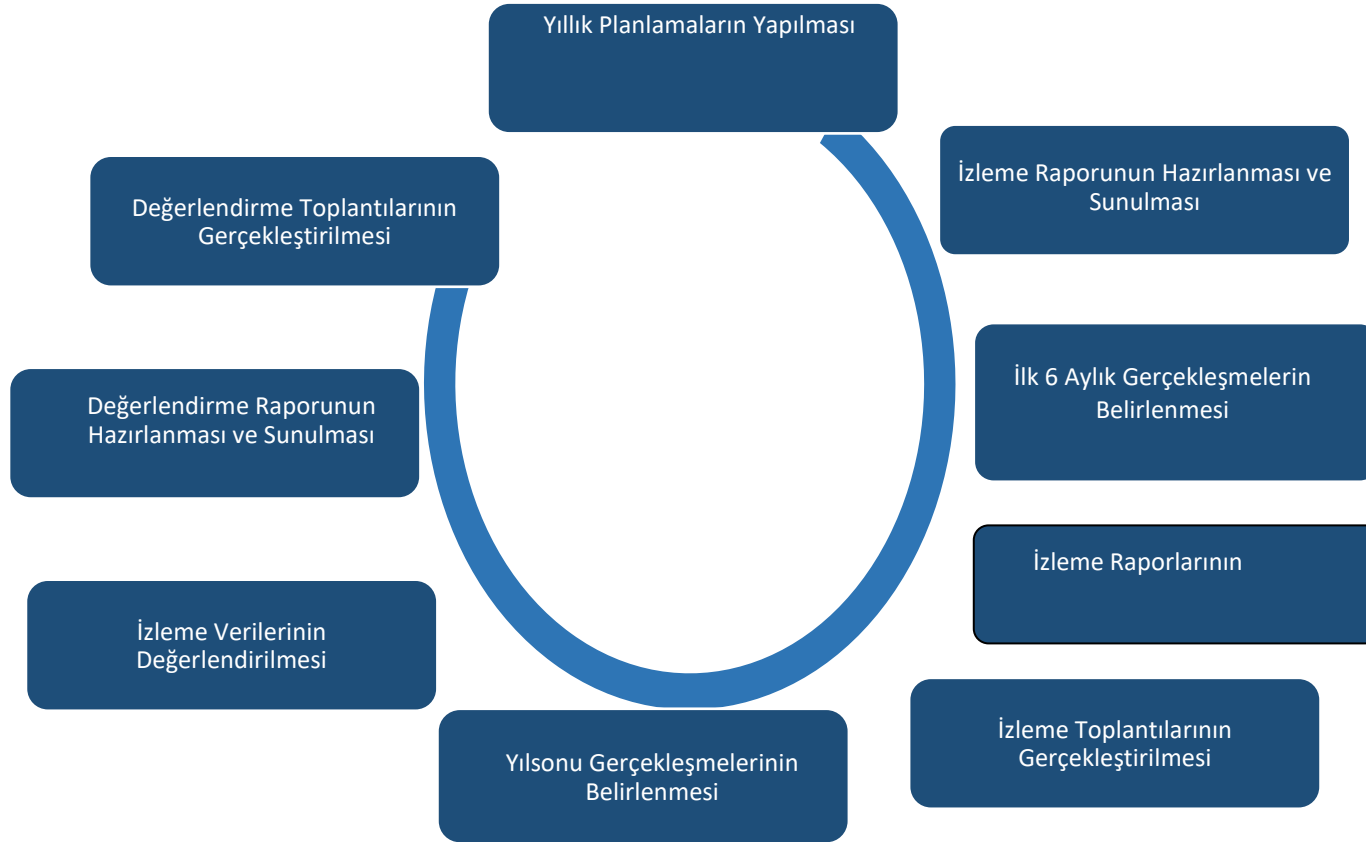 Yıllık Planlamaların Yapılması
İzleme Raporunun Hazırlanması ve
Sunulması
İlk 6 Aylık Gerçekleşmelerin
Belirlenmesi
İzleme Raporlarının
İzleme Toplantılarının
Gerçekleştirilmesi
Yılsonu Gerçekleşmelerinin
Belirlenmesi
İzleme Verilerinin
Değerlendirilmesi
Değerlendirme Raporunun
Hazırlanması ve Sunulması
Değerlendirme Toplantılarının
Gerçekleştirilmesi